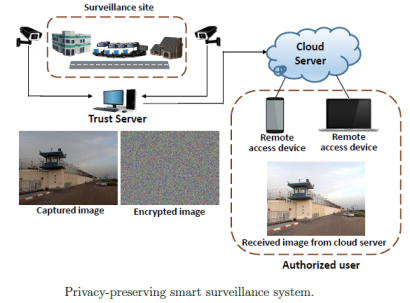 Surveillance site
Cloud
Server
Trust Server
Remote
access device
Remote
access device
Captured image
Encrypted image
Received image from cloud server
Authorized user
Privacy-preserving smart surveillance system.